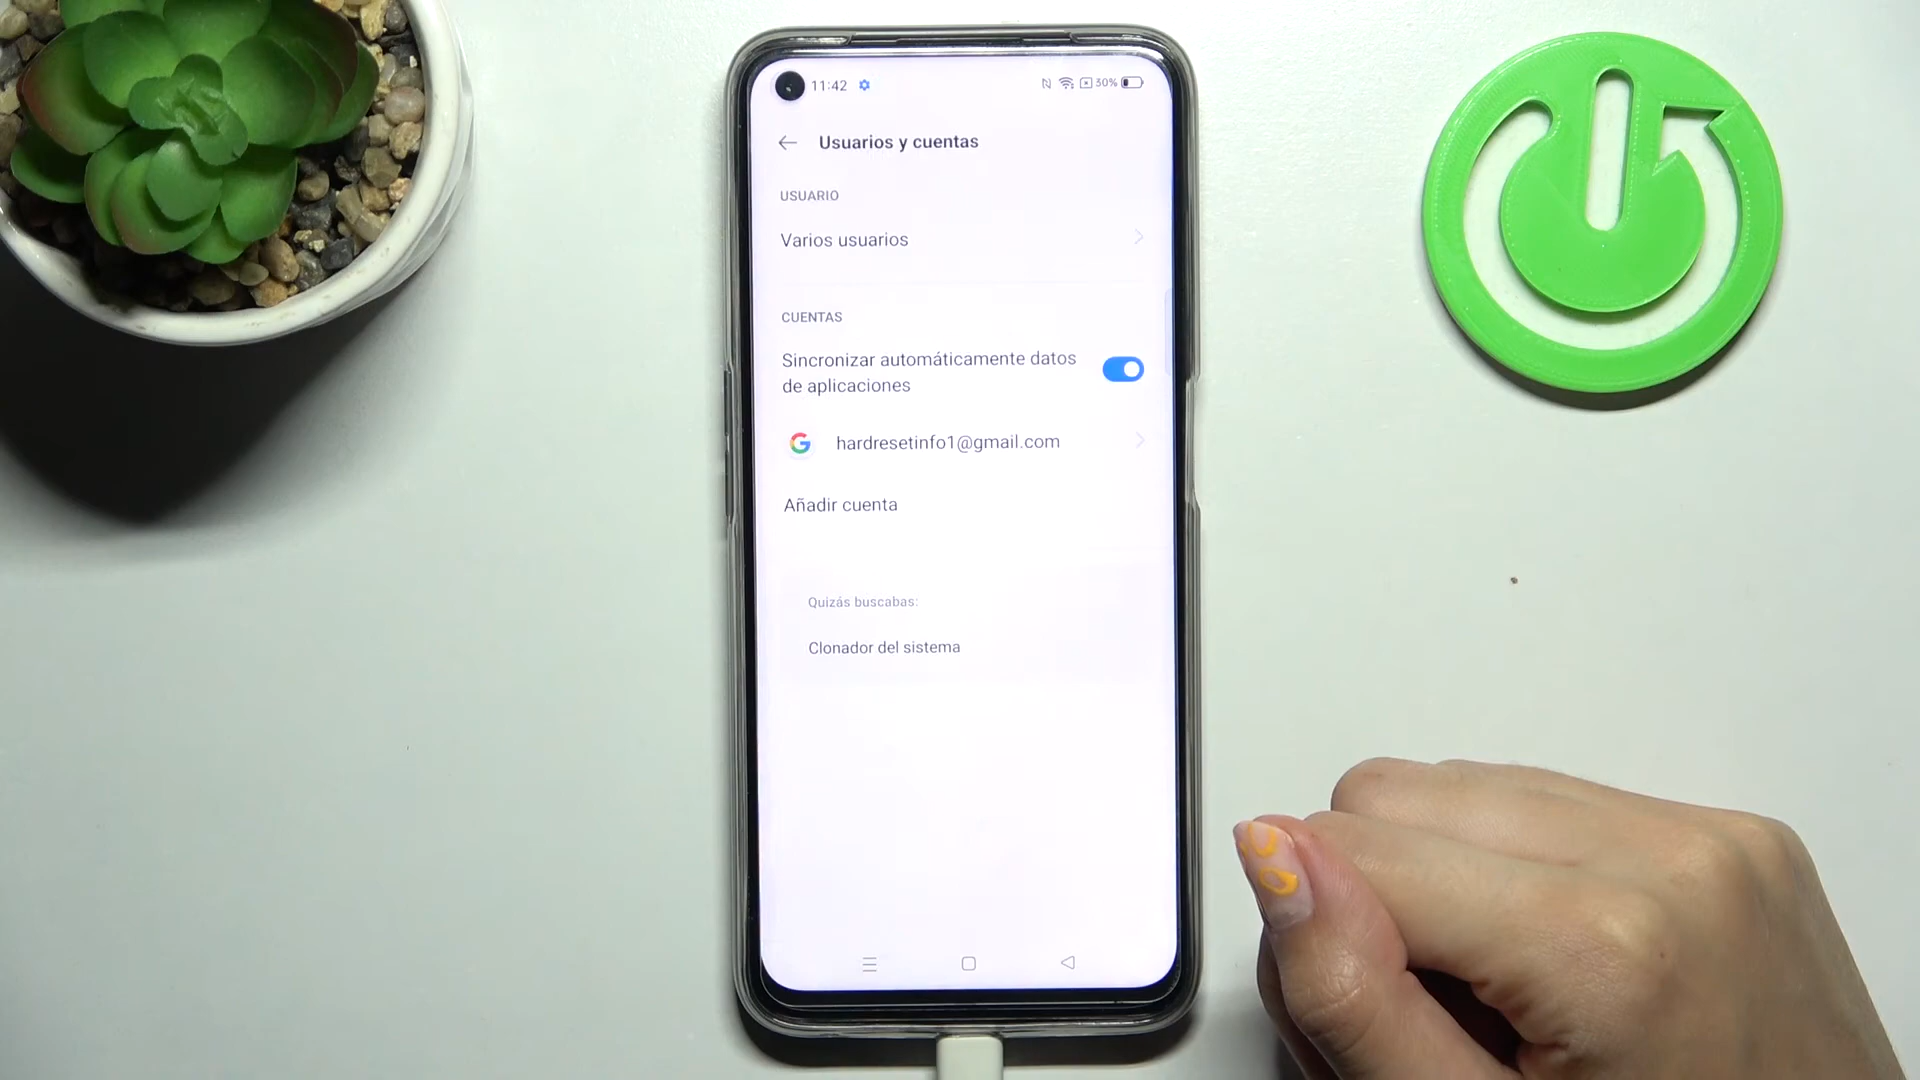 11:42 30%
Usuarios y cuentas
USUARIO
Varios usuarios
CUENTAS
Sincronizar automáticamente datos
de aplicaciones
hardresetinfo1@gmail.com
Añadir cuenta
Quizás buscabas:
Clonador del sistema